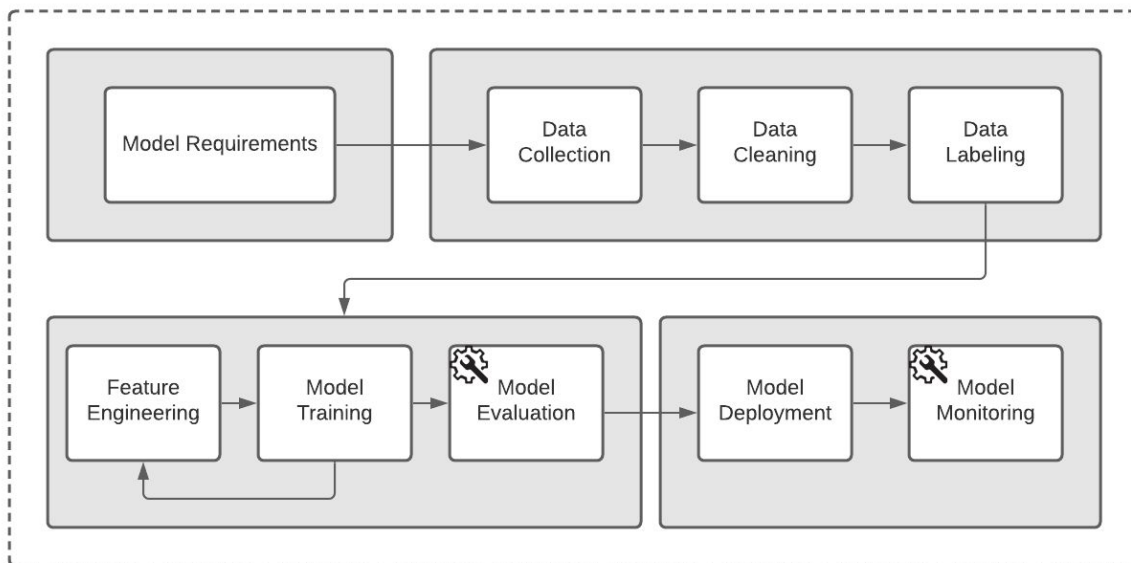 Model Requirements
Data
Collection
Data
Cleaning
Data
Labeling
Feature
Engineering
Model
Training
Model
Evaluation
Model
Deployment
Model
Monitoring